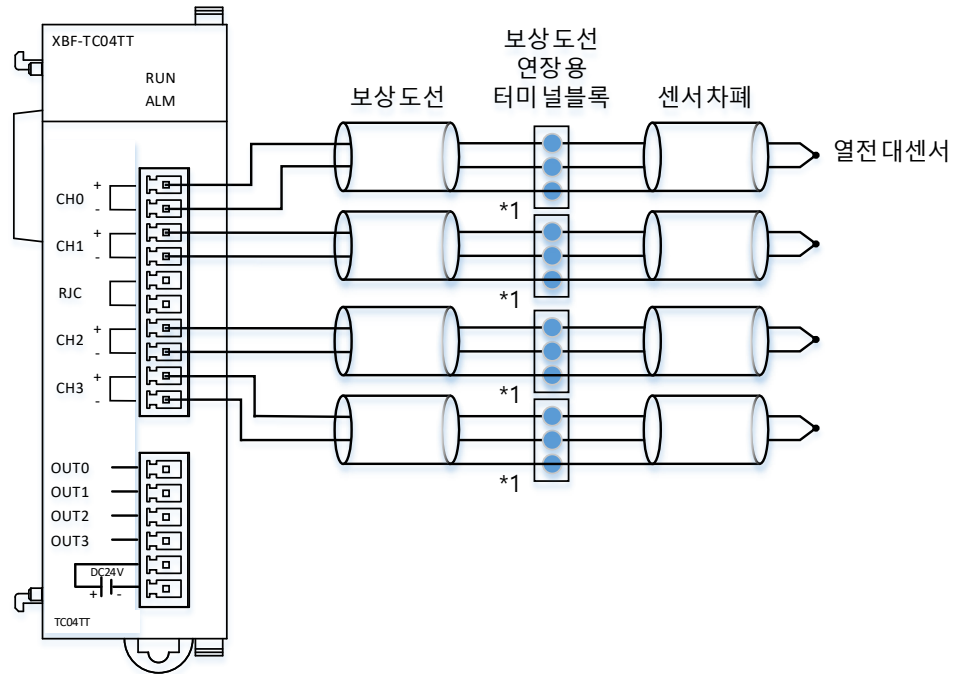 XBF-TC04TT
RUN
ALM
보상도선
보상도선
연장용
터미널블록
센서차폐
열전대센서
CH0 + -
CH1 + -
RJC
CH2 + -
CH3 + -
*1
*1
*1
*1
OUT0
OUT1
OUT2
OUT3
DC24V
+ -
TC04TT